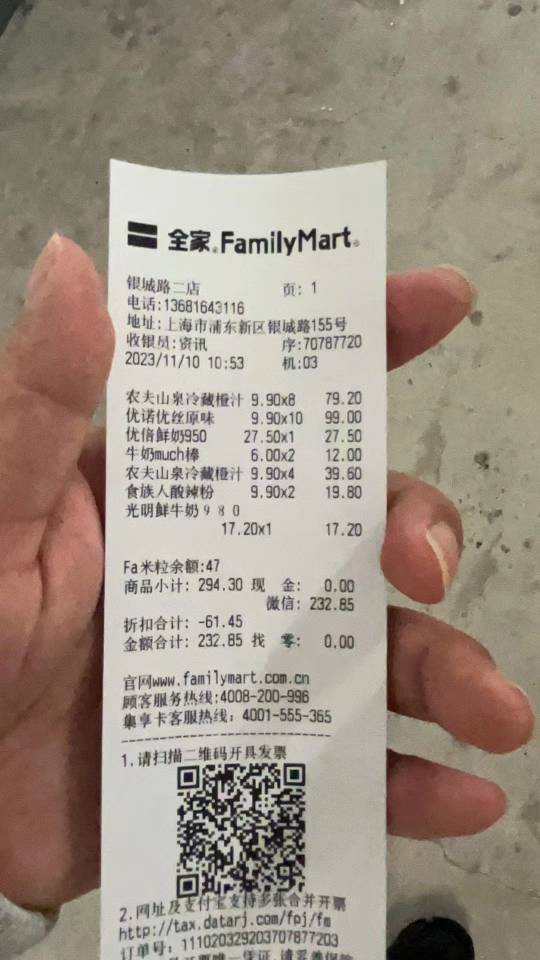 全家 FamilyMart
银城路二店 页: 1
电话:13681643116
地址:上海市浦东新区银城路155号
收银员:资讯 序:70787720
2023/11/10 10:53 机:03
农夫山泉冷藏橙汁 9.90x8 79.20
优诺优丝原味 9.90x10 99.00
优倍鲜奶950 27.50x1 27.50
牛奶much棒 6.00x2 12.00
农夫山泉冷藏橙汁 9.90x4 39.60
食族人酸辣粉 9.90x2 19.80
光明鲜牛奶980
17.20x1 17.20
Fa米粒余额:47
商品小计: 294.30 现 金: 0.00
微信: 232.85
折扣合计: -61.45
金额合计: 232.85 找 零: 0.00
官网www.familymart.com.cn
顾客服务热线:4008-200-996
集享卡客服热线: 4001-555-365
1.请扫描二维码开具发票
2.网址及支付宝支持多张合并开票
http://tax.datarj.com/fpj/fm
订单号: 1110203292037078​77203
唯一凭证,请妥善保管